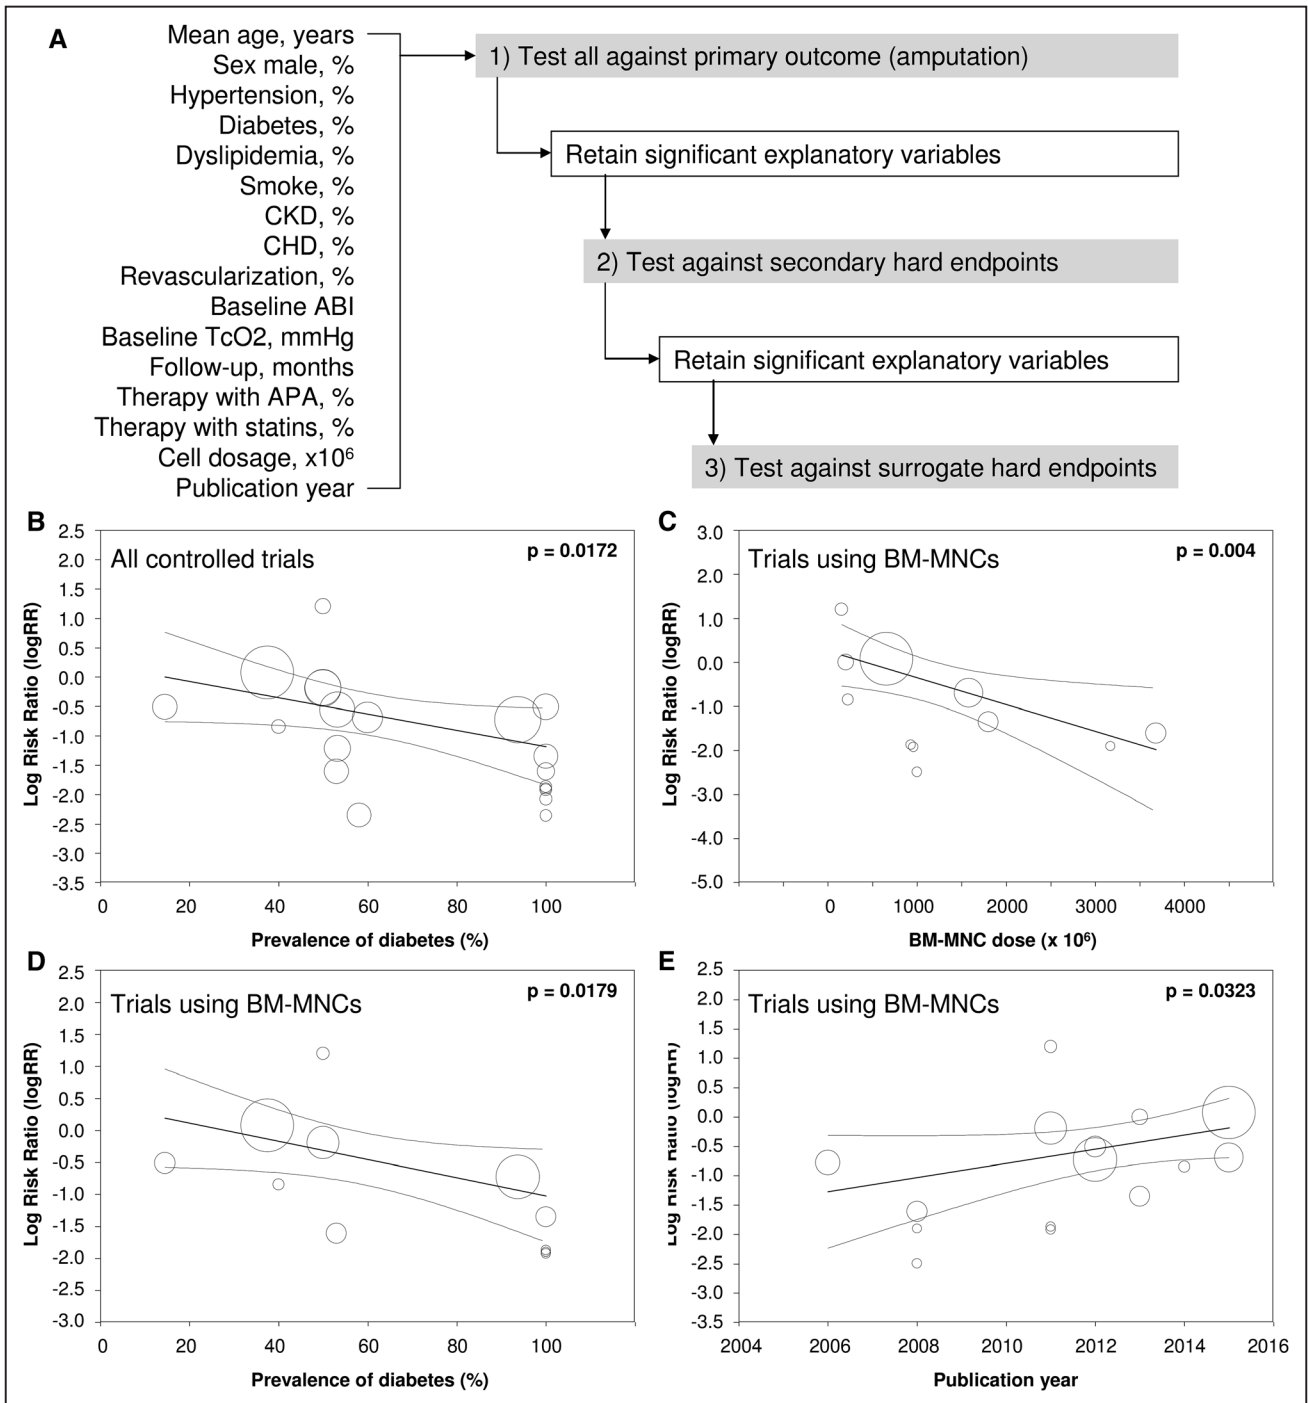 A
Mean age, years
Sex male, %
Hypertension, %
Diabetes, %
Dyslipidemia, %
Smoke, %
CKD, %
CHD, %
Revascularization, %
Baseline ABI
Baseline TcO2, mmHg
Follow-up, months
Therapy with APA, %
Therapy with statins, %
Cell dosage, x10⁶
Publication year
1) Test all against primary outcome (amputation)
Retain significant explanatory variables
2) Test against secondary hard endpoints
Retain significant explanatory variables
3) Test against surrogate hard endpoints
B
All controlled trials
p = 0.0172
Log Risk Ratio (logRR)
2.5
2.0
1.5
1.0
0.5
0.0
-0.5
-1.0
-1.5
-2.0
-2.5
-3.0
-3.5
0 20 40 60 80 100
Prevalence of diabetes (%)
C
Trials using BM-MNCs
p = 0.004
Log Risk Ratio (logRR)
3.0
2.0
1.0
0.0
-1.0
-2.0
-3.0
-4.0
-5.0
0 1000 2000 3000 4000
BM-MNC dose (x 10⁶)
D
Trials using BM-MNCs
p = 0.0179
Log Risk Ratio (logRR)
2.5
2.0
1.5
1.0
0.5
0.0
-0.5
-1.0
-1.5
-2.0
-2.5
-3.0
0 20 40 60 80 100
Prevalence of diabetes (%)
E
Trials using BM-MNCs
p = 0.0323
Log Risk Ratio (logRR)
2.5
2.0
1.5
1.0
0.5
0.0
-0.5
-1.0
-1.5
-2.0
-2.5
-3.0
-3.5
2004 2006 2008 2010 2012 2014 2016
Publication year